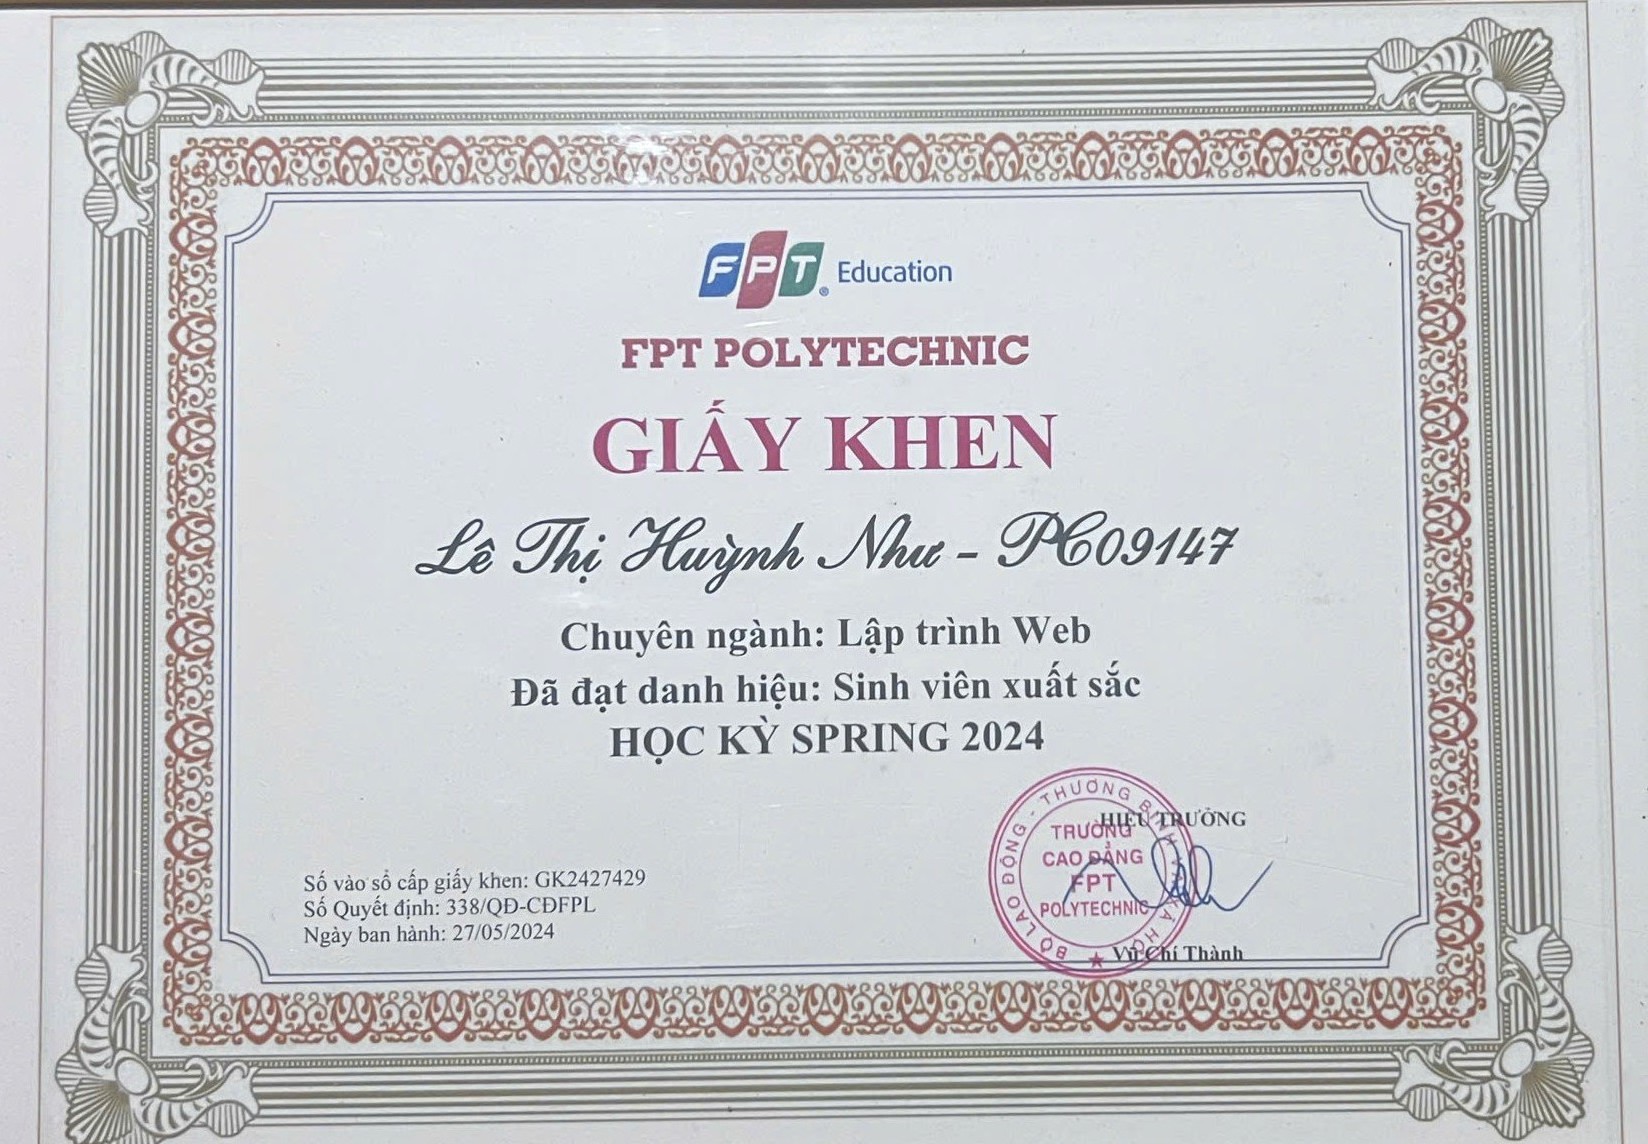 FPT Education
FPT POLYTECHNIC
GIẤY KHEN
Lê Thị Huỳnh Như - PC09147
Chuyên ngành: Lập trình Web
Đã đạt danh hiệu: Sinh viên xuất sắc
HỌC KỲ SPRING 2024
HIỆU TRƯỞNG
BỘ LAO ĐỘNG - THƯƠNG BINH VÀ XÃ HỘI
TRƯỜNG
CAO ĐẲNG
FPT
POLYTECHNIC
Vũ Chí Thành
Số vào sổ cấp giấy khen: GK2427429
Số Quyết định: 338/QĐ-CĐFPL
Ngày ban hành: 27/05/2024